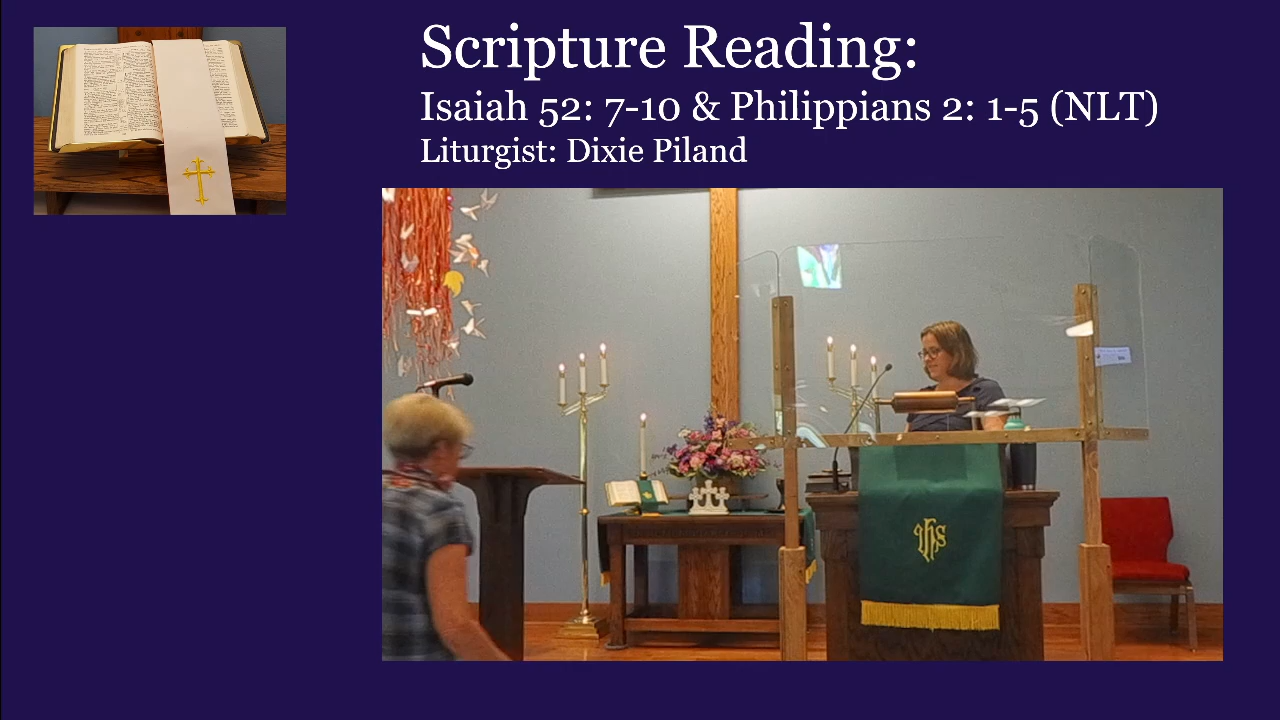 Scripture Reading:
Isaiah 52: 7-10 & Philippians 2: 1-5 (NLT)
Liturgist: Dixie Piland
IHS